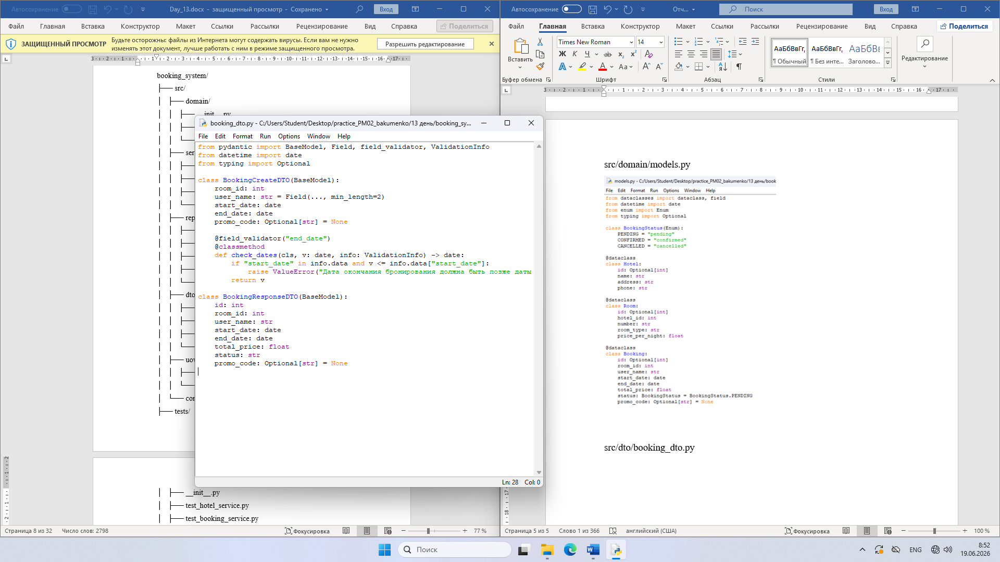 Автосохранение
Day_13.docx - защищенный просмотр - Сохранено
Вход
Файл Главная Вставка Конструктор Макет Ссылки Рассылки Рецензирование Вид Справка Поделиться
ЗАЩИЩЕННЫЙ ПРОСМОТР
Будьте осторожны: файлы из Интернета могут содержать вирусы. Если вам не нужно
изменять этот документ, лучше работать с ним в режиме защищенного просмотра.
Разрешить редактирование
booking_system/
├── src/
│ ├── domain/
│ │ ├── __init__.py
ser
rep
dto
uow
│ └── cor
├── tests/
│ ├── __init__.py
│ ├── test_hotel_service.py
│ ├── test_booking_service.py
Страница 8 из 32 Число слов: 2798 Фокусировка 77 %
booking_dto.py - C:/Users/Student/Desktop/practice_PM02_bakumenko/13 день/booking_sy...
File Edit Format Run Options Window Help
from pydantic import BaseModel, Field, field_validator, ValidationInfo
from datetime import date
from typing import Optional
class BookingCreateDTO(BaseModel):
room_id: int
user_name: str = Field(..., min_length=2)
start_date: date
end_date: date
promo_code: Optional[str] = None
@field_validator("end_date")
@classmethod
def check_dates(cls, v: date, info: ValidationInfo) -> date:
if "start_date" in info.data and v <= info.data["start_date"]:
raise ValueError("Дата окончания бронирования должна быть позже даты
return v
class BookingResponseDTO(BaseModel):
id: int
room_id: int
user_name: str
start_date: date
end_date: date
total_price: float
status: str
promo_code: Optional[str] = None
Ln: 28 Col: 0
Автосохранение
Отч...
Поиск
Вход
Файл Главная Вставка Конструктор Макет Ссылки Рассылки Рецензирование Вид Справка Поделиться
Вставить
Times New Roman 14
Ж К Ч ab x₂ x²
А Aa А А
АаБбВвГг, АаБбВвГг, АаБбВв
¶ Обычный ¶ Без инте... Заголово...
Редактирование
Буфер обмена Шрифт Абзац Стили
src/domain/models.py
models.py - C:/Users/Student/Desktop/practice_PM02_bakumenko/13 день/book
File Edit Format Run Options Window Help
from dataclasses import dataclass, field
from datetime import date
from enum import Enum
from typing import Optional
class BookingStatus(Enum):
PENDING = "pending"
CONFIRMED = "confirmed"
CANCELLED = "cancelled"
@dataclass
class Hotel:
id: Optional[int]
name: str
address: str
phone: str
@dataclass
class Room:
id: Optional[int]
hotel_id: int
number: str
room_type: str
price_per_night: float
@dataclass
class Booking:
id: Optional[int]
room_id: int
user_name: str
start_date: date
end_date: date
total_price: float
status: BookingStatus = BookingStatus.PENDING
promo_code: Optional[str] = None
src/dto/booking_dto.py
Страница 5 из 5 Слово 1 из 366 английский (США) Фокусировка 100 %
Поиск
ENG
8:52
19.06.2026